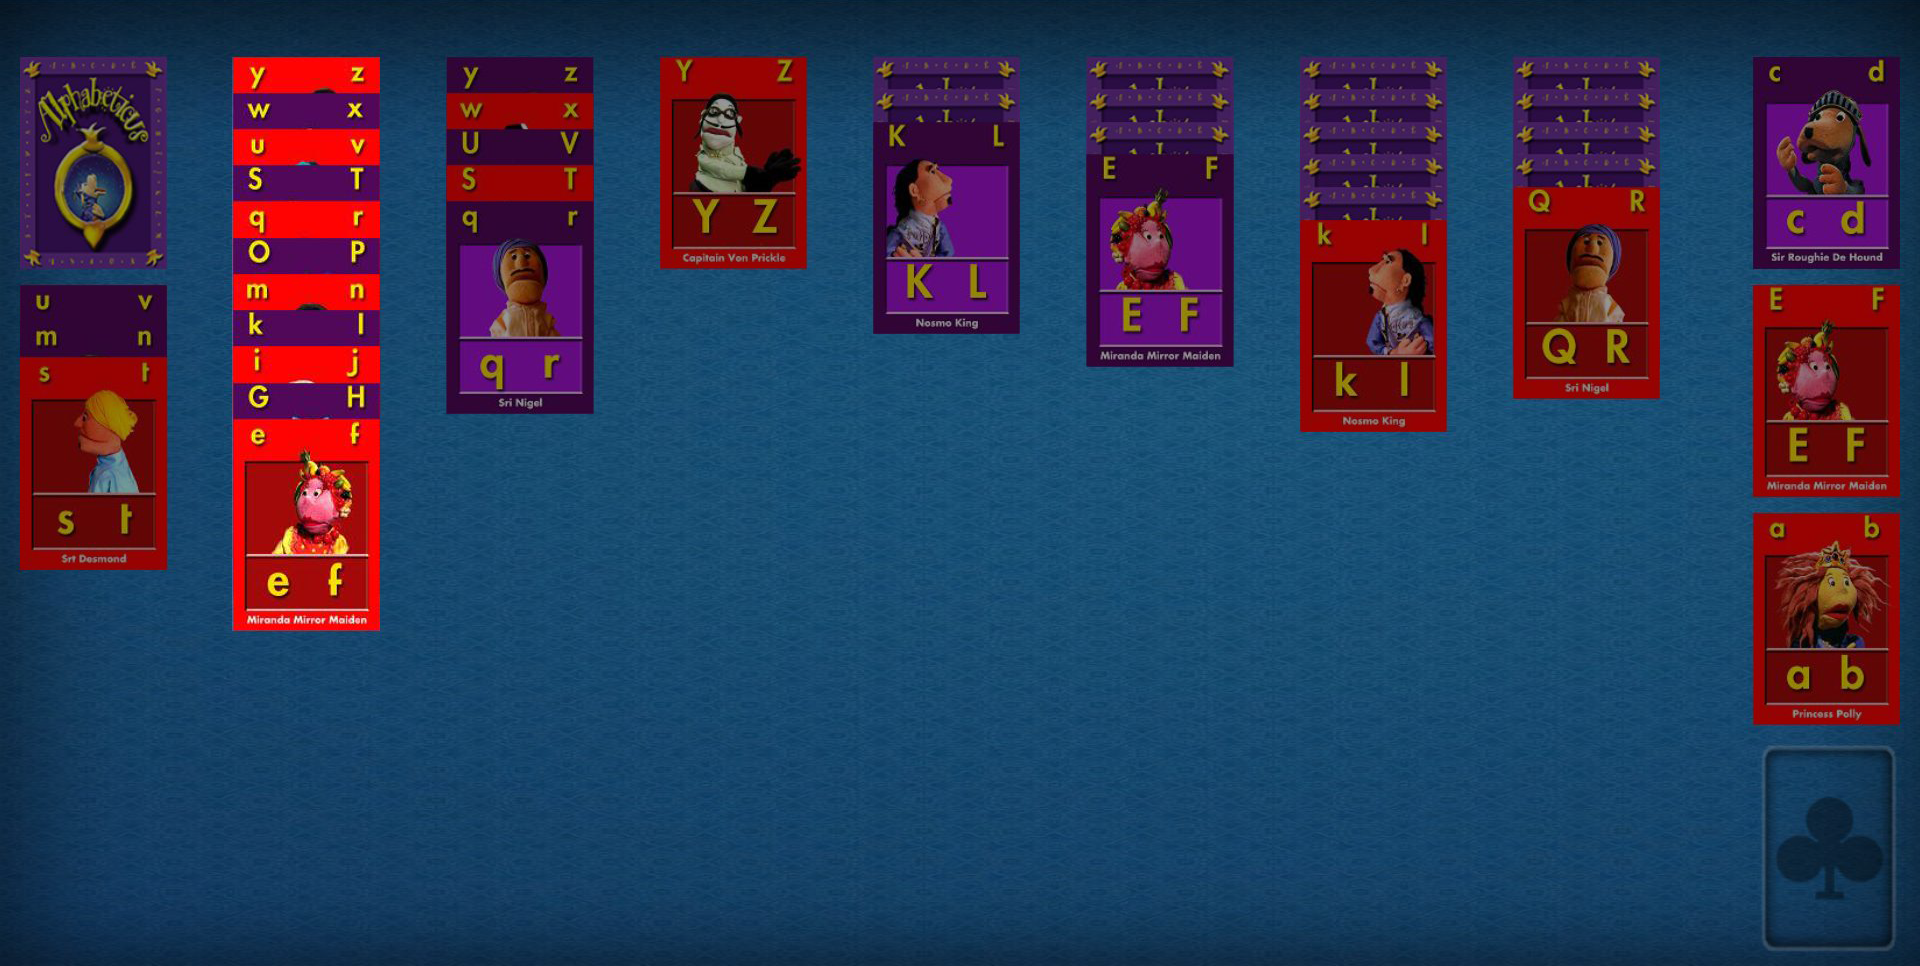 Alphabeticus
u v
m n
s t
s t
Srt Desmond
y z
w x
u v
S T
q r
O P
m n
k l
i j
G H
e f
e f
Miranda Mirror Maiden
y z
w x
U V
S T
q r
q r
Sri Nigel
Y Z
Y Z
Capitain Von Prickle
K L
K L
Nosmo King
E F
E F
Miranda Mirror Maiden
k l
k l
Nosmo King
Q R
Q R
Sri Nigel
c d
c d
Sir Roughie De Hound
E F
E F
Miranda Mirror Maiden
a b
a b
Princess Polly